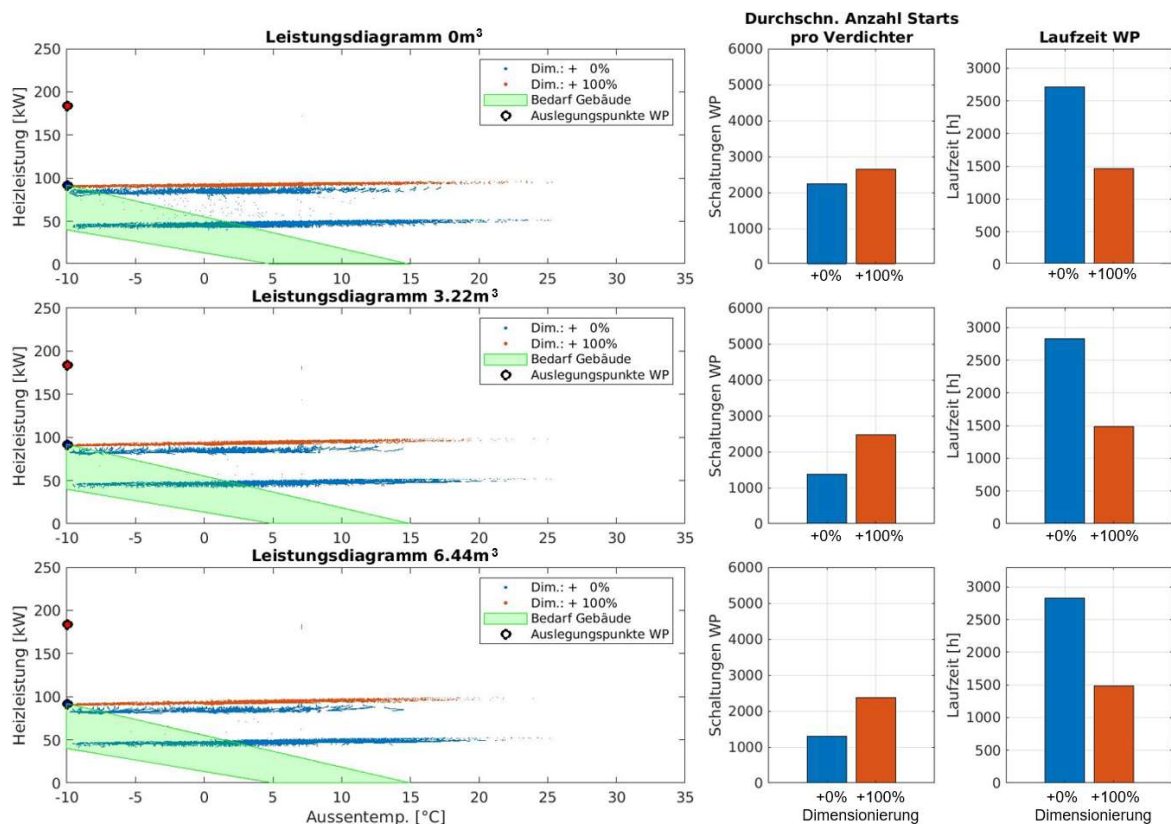 Leistungsdiagramm 0m³
Heizleistung [kW]
250
200
150
100
50
0
-10 -5 0 5 10 15 20 25 30 35
Dim.: + 0%
Dim.: + 100%
Bedarf Gebäude
Auslegungspunkte WP
Durchschn. Anzahl Starts
pro Verdichter
Schaltungen WP
6000
5000
4000
3000
2000
1000
0
+0% +100%
Laufzeit WP
Laufzeit [h]
3000
2500
2000
1500
1000
500
0
+0% +100%
Leistungsdiagramm 3.22m³
Heizleistung [kW]
250
200
150
100
50
0
-10 -5 0 5 10 15 20 25 30 35
Dim.: + 0%
Dim.: + 100%
Bedarf Gebäude
Auslegungspunkte WP
Schaltungen WP
6000
5000
4000
3000
2000
1000
0
+0% +100%
Laufzeit [h]
3000
2500
2000
1500
1000
500
0
+0% +100%
Leistungsdiagramm 6.44m³
Heizleistung [kW]
250
200
150
100
50
0
-10 -5 0 5 10 15 20 25 30 35
Aussentemp. [°C]
Dim.: + 0%
Dim.: + 100%
Bedarf Gebäude
Auslegungspunkte WP
Schaltungen WP
6000
5000
4000
3000
2000
1000
0
+0% +100%
Dimensionierung
Laufzeit [h]
3000
2500
2000
1500
1000
500
0
+0% +100%
Dimensionierung